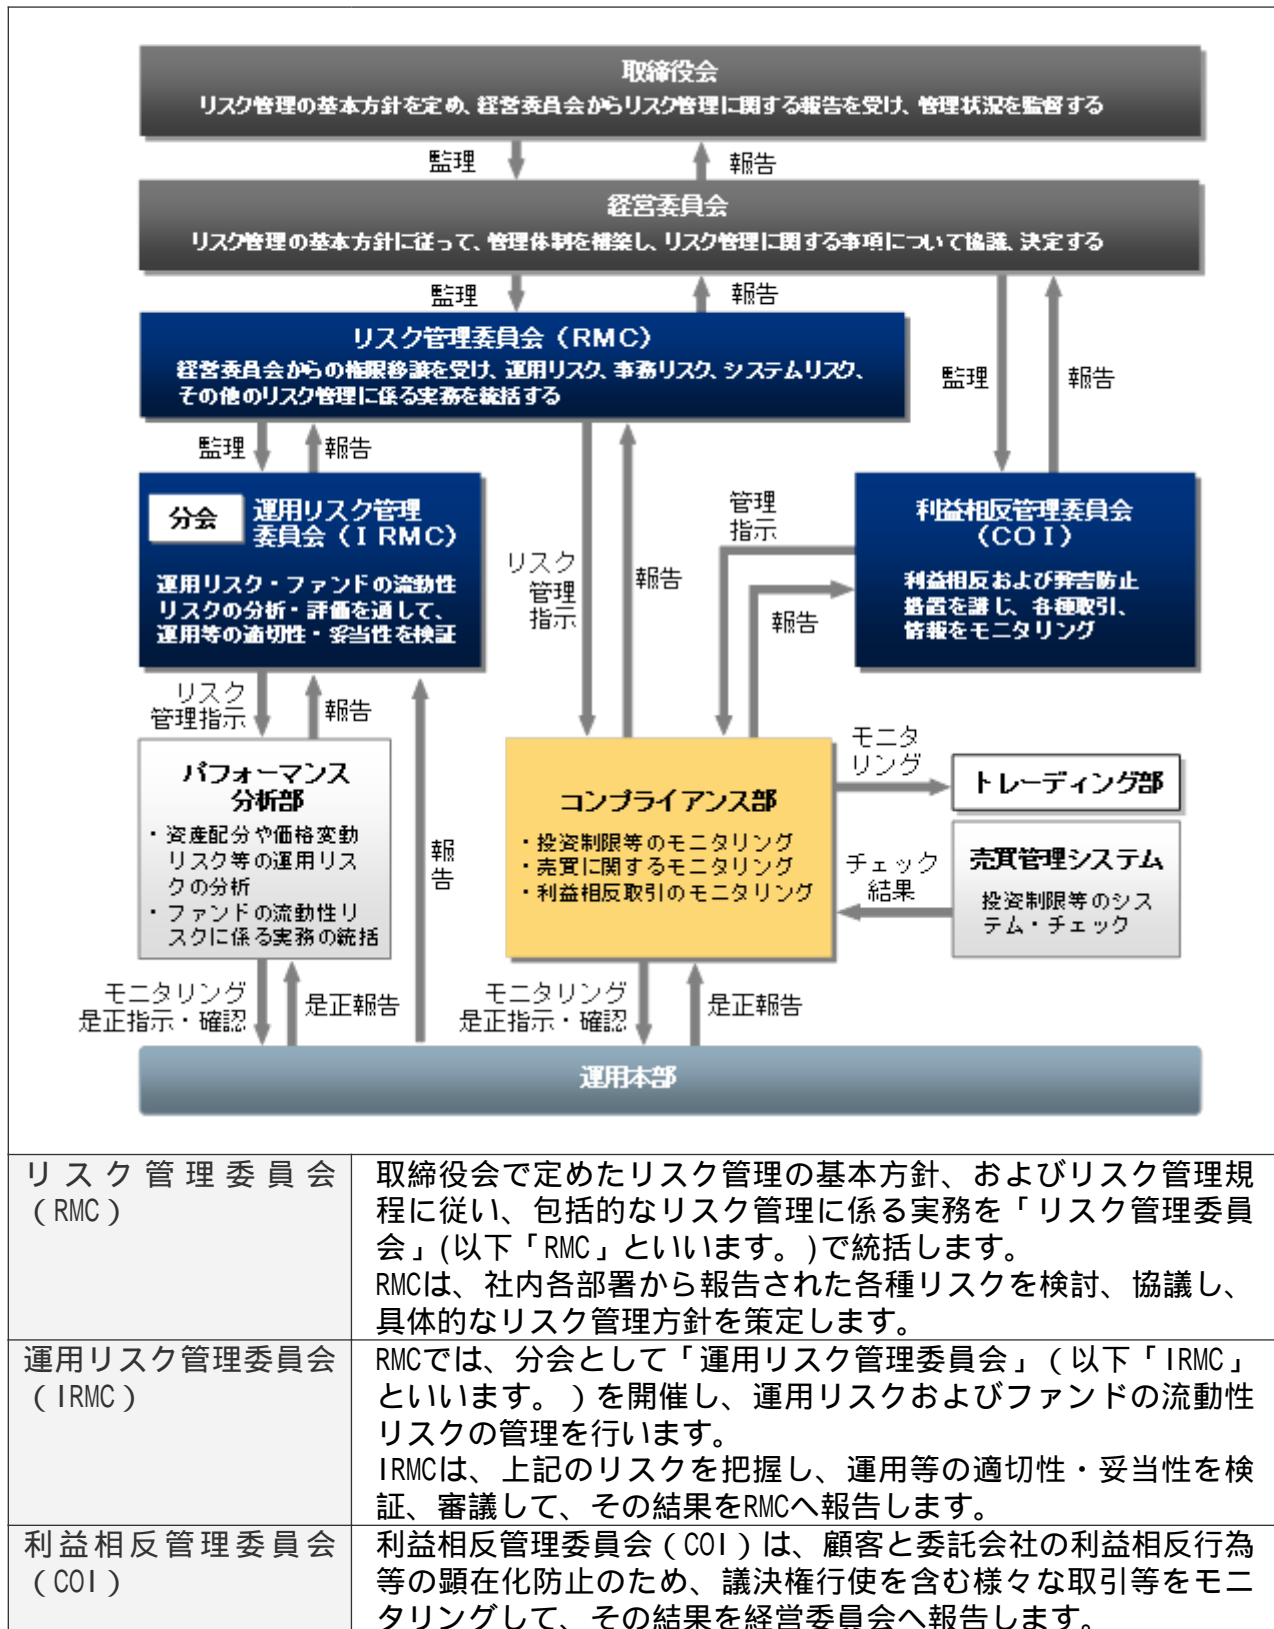 取締役会
リスク管理の基本方針を定め、経営委員会からリスク管理に関する報告を受け、管理状況を監督する
監理
報告
経営委員会
リスク管理の基本方針に従って、管理体制を構築し、リスク管理に関する事項について協議、決定する
監理
報告
リスク管理委員会（RMC）
経営委員会からの権限移譲を受け、運用リスク、事務リスク、システムリスク、
その他のリスク管理に係る実務を統括する
監理
報告
監理
報告
分会
運用リスク管理
委員会（IRMC）
運用リスク・ファンドの流動性
リスクの分析・評価を通して、
運用等の適切性・妥当性を検証
リスク
管理
指示
報告
管理
指示
報告
利益相反管理委員会
（COI）
利益相反および弊害防止
措置を講じ、各種取引、
情報をモニタリング
リスク
管理指示
報告
パフォーマンス
分析部
・資産配分や価格変動
リスク等の運用リス
クの分析
・ファンドの流動性リ
スクに係る実務の統括
報
告
コンプライアンス部
・投資制限等のモニタリング
・売買に関するモニタリング
・利益相反取引のモニタリング
モニタ
リング
トレーディング部
チェック
結果
売買管理システム
投資制限等のシス
テム・チェック
モニタリング
是正指示・確認
是正報告
モニタリング
是正指示・確認
是正報告
運用本部
リスク管理委員会
（RMC）
取締役会で定めたリスク管理の基本方針、およびリスク管理規
程に従い、包括的なリスク管理に係る実務を「リスク管理委員
会」(以下「RMC」といいます。)で統括します。
RMCは、社内各部署から報告された各種リスクを検討、協議し、
具体的なリスク管理方針を策定します。
運用リスク管理委員会
（IRMC）
RMCでは、分会として「運用リスク管理委員会」（以下「IRMC」
といいます。）を開催し、運用リスクおよびファンドの流動性
リスクの管理を行います。
IRMCは、上記のリスクを把握し、運用等の適切性・妥当性を検
証、審議して、その結果をRMCへ報告します。
利益相反管理委員会
（COI）
利益相反管理委員会（COI）は、顧客と委託会社の利益相反行為
等の顕在化防止のため、議決権行使を含む様々な取引等をモニ
タリングして、その結果を経営委員会へ報告します。